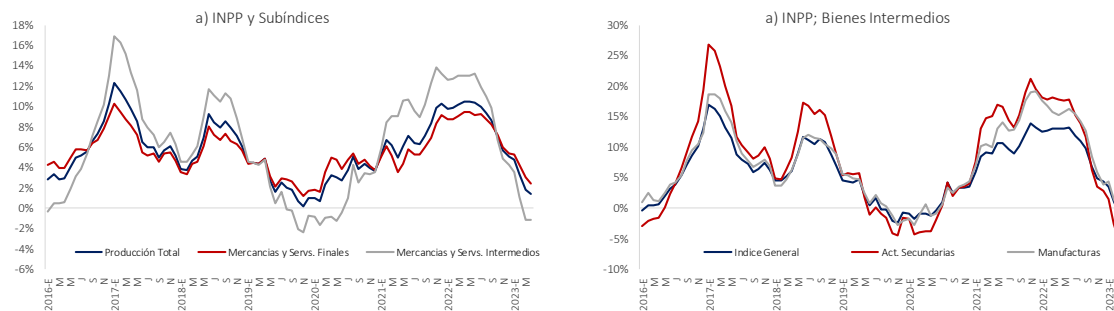 a) INPP y Subíndices
18%
16%
14%
12%
10%
8%
6%
4%
2%
0%
-2%
-4%
-6%
Producción Total
Mercancias y Servs. Finales
Mercancias y Servs. Intermedios
2016-E M M J S N 2017-E M M J S N 2018-E M M J S N 2019-E M M J S N 2020-E M M J S N 2021-E M M J S N 2022-E M M J S N 2023-E M
a) INPP; Bienes Intermedios
30%
25%
20%
15%
10%
5%
0%
-5%
-10%
Indice General
Act. Secundarias
Manufacturas
2016-E M M J S N 2017-E M M J S N 2018-E M M J S N 2019-E M M J S N 2020-E M M J S N 2021-E M M J S N 2022-E M M J S N 2023-E